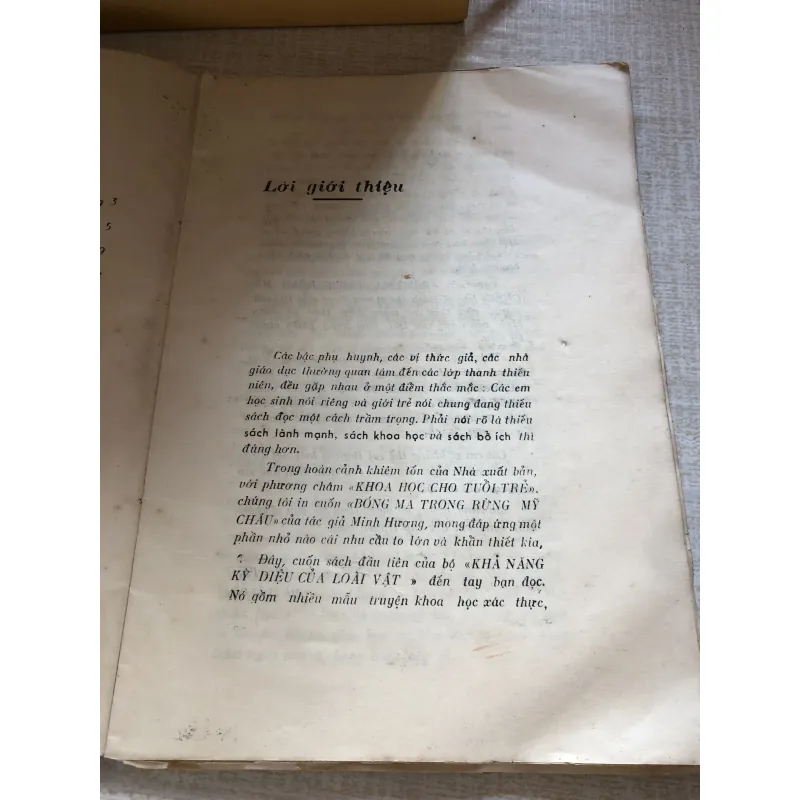 3
5
9
Lời giới thiệu
Các bậc phụ huynh, các vị thức giả, các nhà
giáo dục thường quan tâm đến các lớp thanh thiếu
niên, đều gặp nhau ở một điểm thắc mắc : Các em
học sinh nói riêng và giới trẻ nói chung đang thiếu
sách đọc một cách trầm trọng. Phải nói rõ là thiếu
sách lành mạnh, sách khoa học và sách bổ ích thì
đúng hơn.
Trong hoàn cảnh khiêm tốn của Nhà xuất bản,
với phương châm «KHOA HỌC CHO TUỔI TRẺ».
chúng tôi in cuốn «BÓNG MA TRONG RỪNG MỸ
CHÂU» của tác giả Minh Hương, mong đáp ứng một
phần nhỏ nào cái nhu cầu to lớn và khẩn thiết kia,
Đây, cuốn sách đầu tiên của bộ «KHẢ NĂNG
KỲ DIỆU CỦA LOÀI VẬT » đến tay bạn đọc.
Nó gồm nhiều mẫu truyện khoa học xác thực,